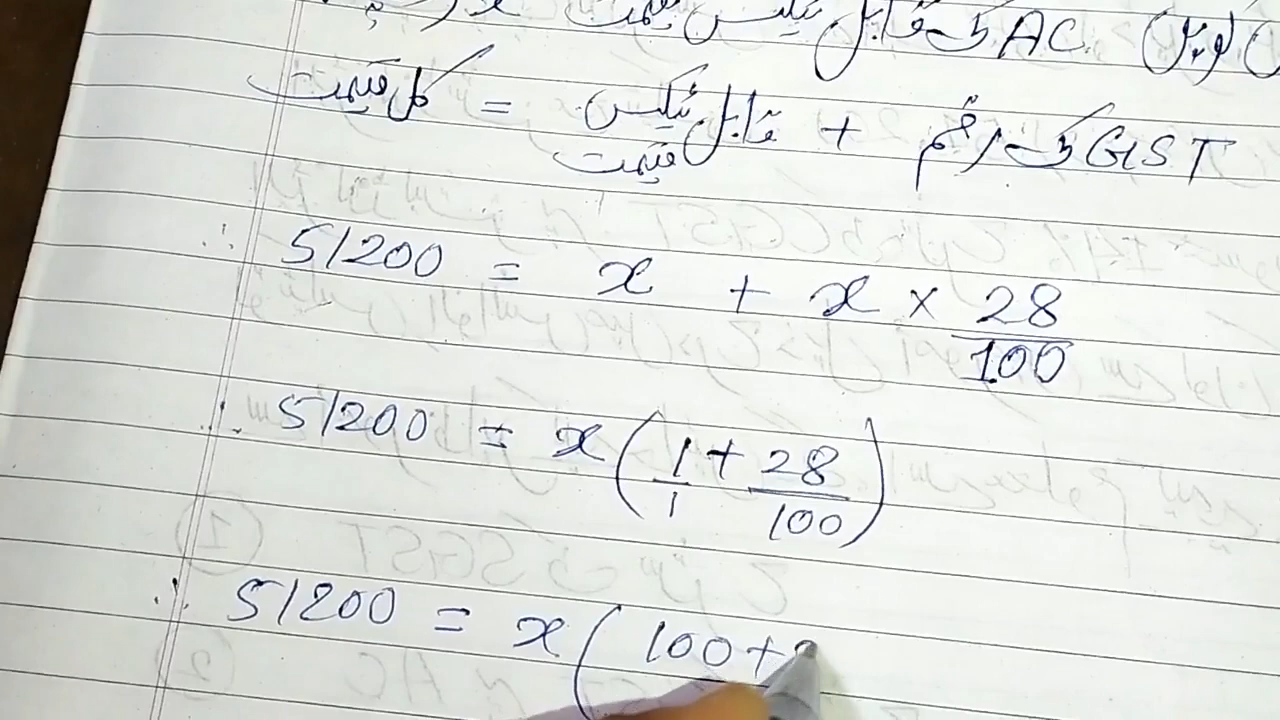 AC کی قابل ٹیکس قیمت x
کل قیمت = قابل ٹیکس قیمت + GST کی رقم
∴ 51200 = x + x × 28/100
∴ 51200 = x(1/1 + 28/100)
∴ 51200 = x(100+